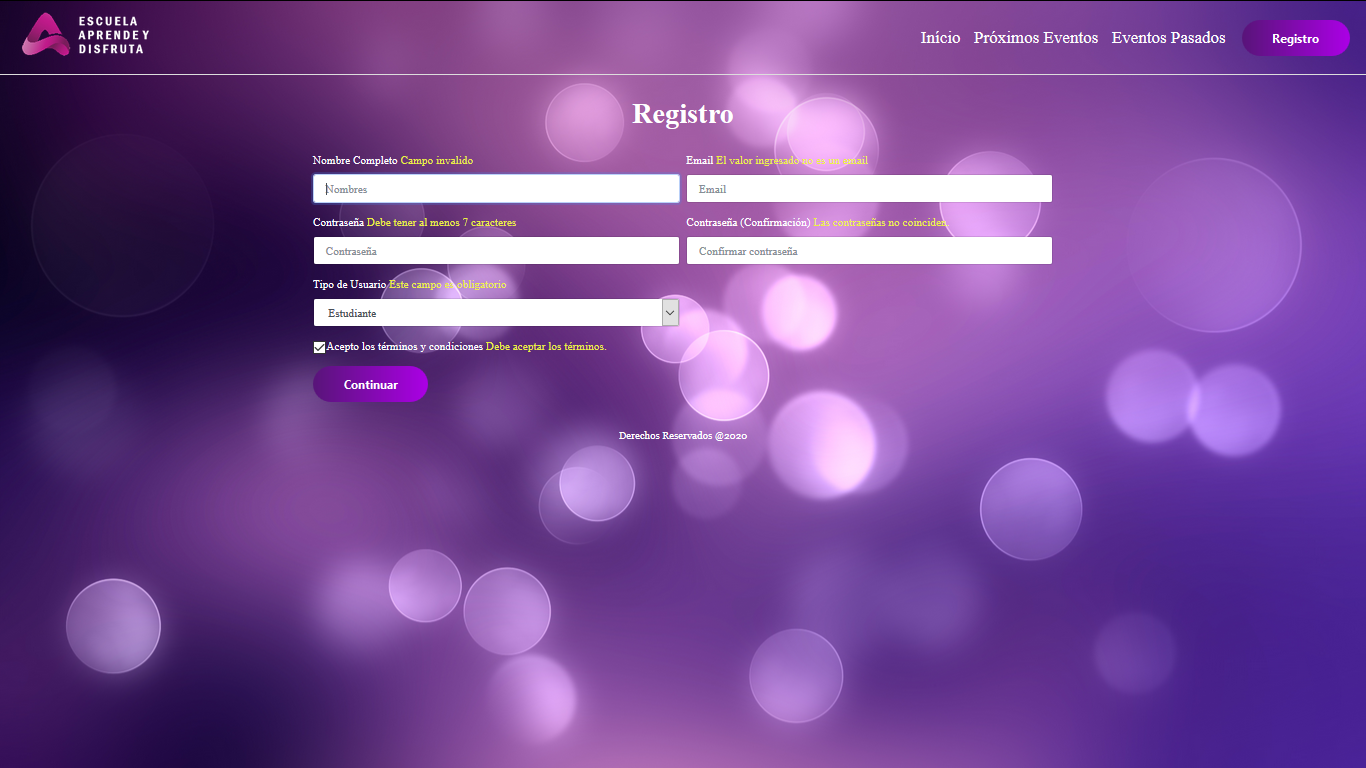 ESCUELA
APRENDE Y
DISFRUTA
Início Próximos Eventos Eventos Pasados Registro
Registro
Nombre Completo Campo invalido
Email El valor ingresado no es un email
Nombres
Email
Contraseña Debe tener al menos 7 caracteres
Contraseña (Confirmación) Las contraseñas no coinciden.
Contraseña
Confirmar contraseña
Tipo de Usuario Este campo es obligatorio
Estudiante
Acepto los términos y condiciones Debe aceptar los términos.
Continuar
Derechos Reservados @2020